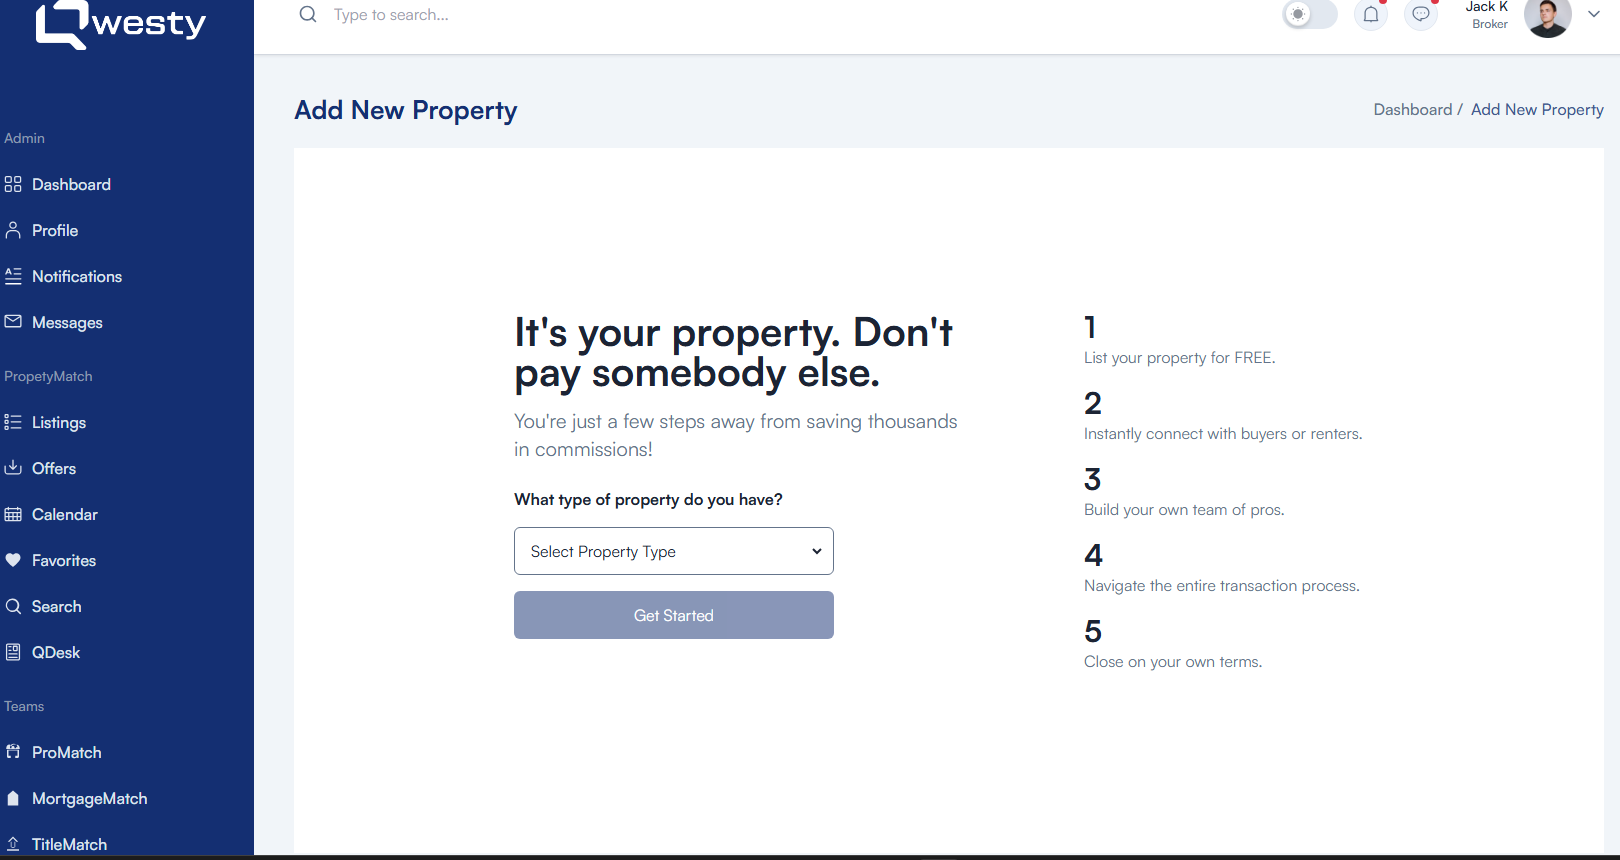 Qwesty
Type to search...
Jack K
Broker
Admin
Dashboard
Profile
Notifications
Messages
PropetyMatch
Listings
Offers
Calendar
Favorites
Search
QDesk
Teams
ProMatch
MortgageMatch
TitleMatch
Add New Property
Dashboard / Add New Property
It's your property. Don't
pay somebody else.
You're just a few steps away from saving thousands
in commissions!
What type of property do you have?
Select Property Type
Get Started
1
List your property for FREE.
2
Instantly connect with buyers or renters.
3
Build your own team of pros.
4
Navigate the entire transaction process.
5
Close on your own terms.